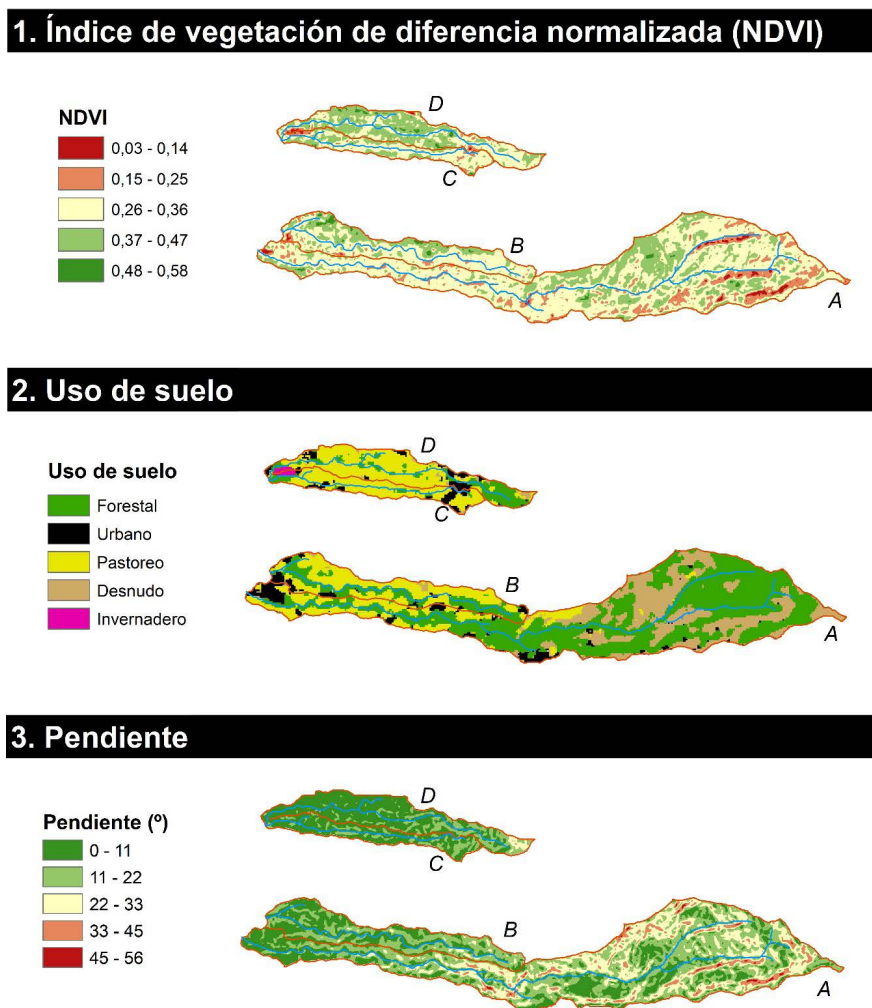 1. Índice de vegetación de diferencia normalizada (NDVI)
NDVI
0,03 - 0,14
0,15 - 0,25
0,26 - 0,36
0,37 - 0,47
0,48 - 0,58
D
C
B
A
2. Uso de suelo
Uso de suelo
Forestal
Urbano
Pastoreo
Desnudo
Invernadero
D
C
B
A
3. Pendiente
Pendiente (º)
0 - 11
11 - 22
22 - 33
33 - 45
45 - 56
D
C
B
A